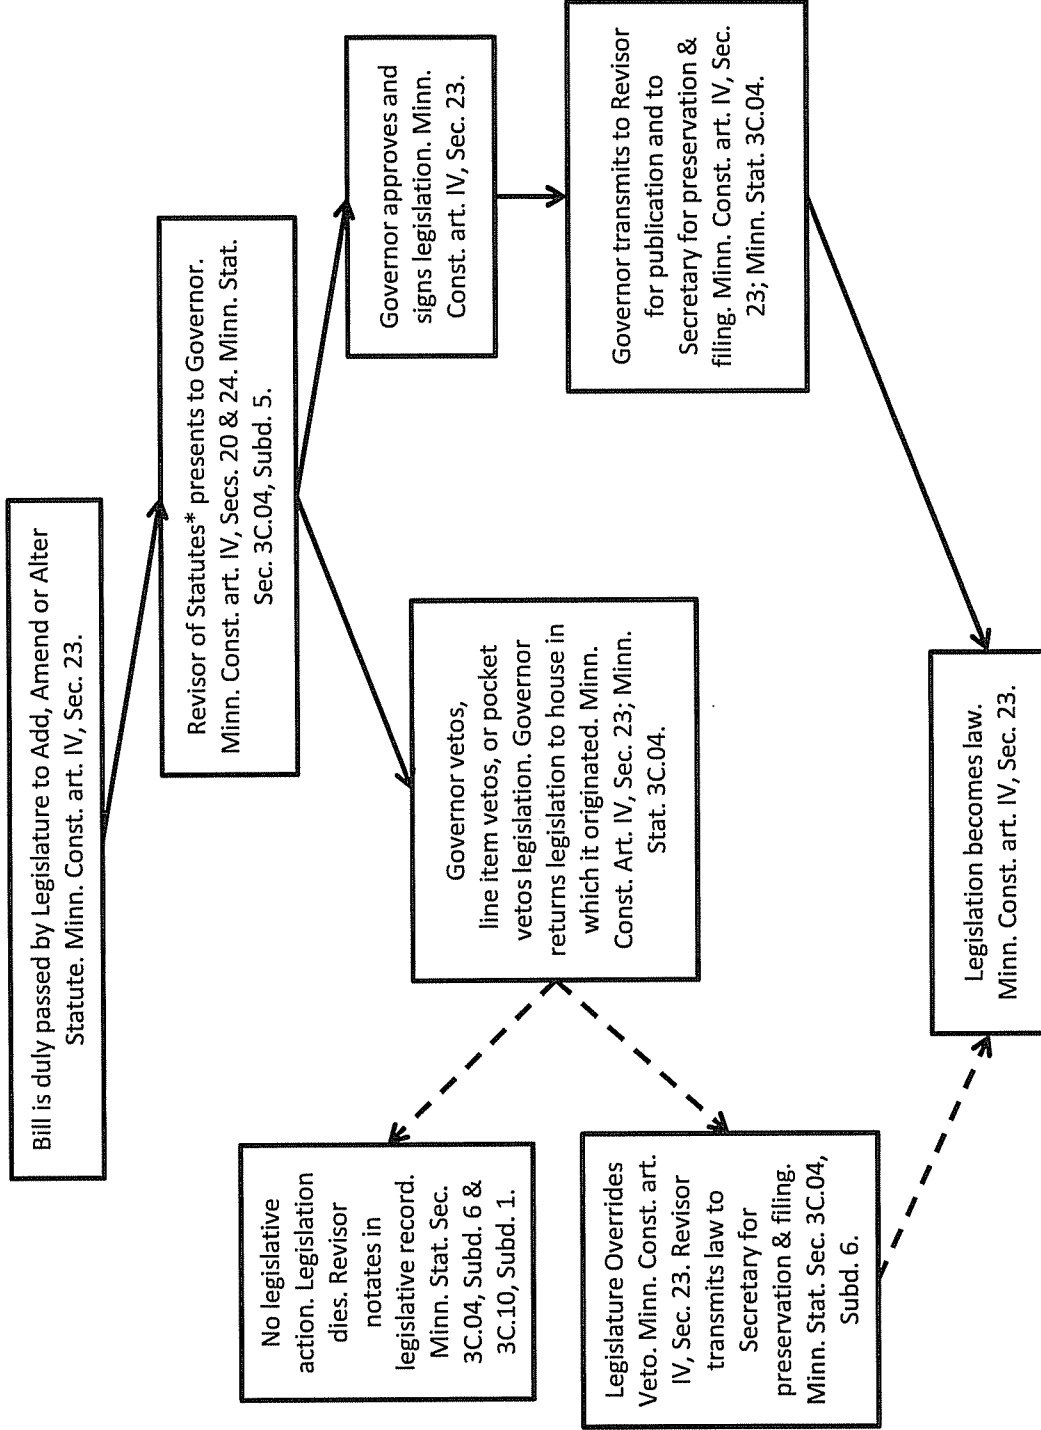 Bill is duly passed by Legislature to Add, Amend or Alter
Statute. Minn. Const. art. IV, Sec. 23.
Revisor of Statutes* presents to Governor.
Minn. Const. art. IV, Secs. 20 & 24. Minn. Stat.
Sec. 3C.04, Subd. 5.
Governor approves and
signs legislation. Minn.
Const. art. IV, Sec. 23.
Governor transmits to Revisor
for publication and to
Secretary for preservation &
filing. Minn. Const. art. IV, Sec.
23; Minn. Stat. 3C.04.
Governor vetos,
line item vetos, or pocket
vetos legislation. Governor
returns legislation to house in
which it originated. Minn.
Const. Art. IV, Sec. 23; Minn.
Stat. 3C.04.
No legislative
action. Legislation
dies. Revisor
notates in
legislative record.
Minn. Stat. Sec.
3C.04, Subd. 6 &
3C.10, Subd. 1.
Legislature Overrides
Veto. Minn. Const. art.
IV, Sec. 23. Revisor
transmits law to
Secretary for
preservation & filing.
Minn. Stat. Sec. 3C.04,
Subd. 6.
Legislation becomes law.
Minn. Const. art. IV, Sec. 23.